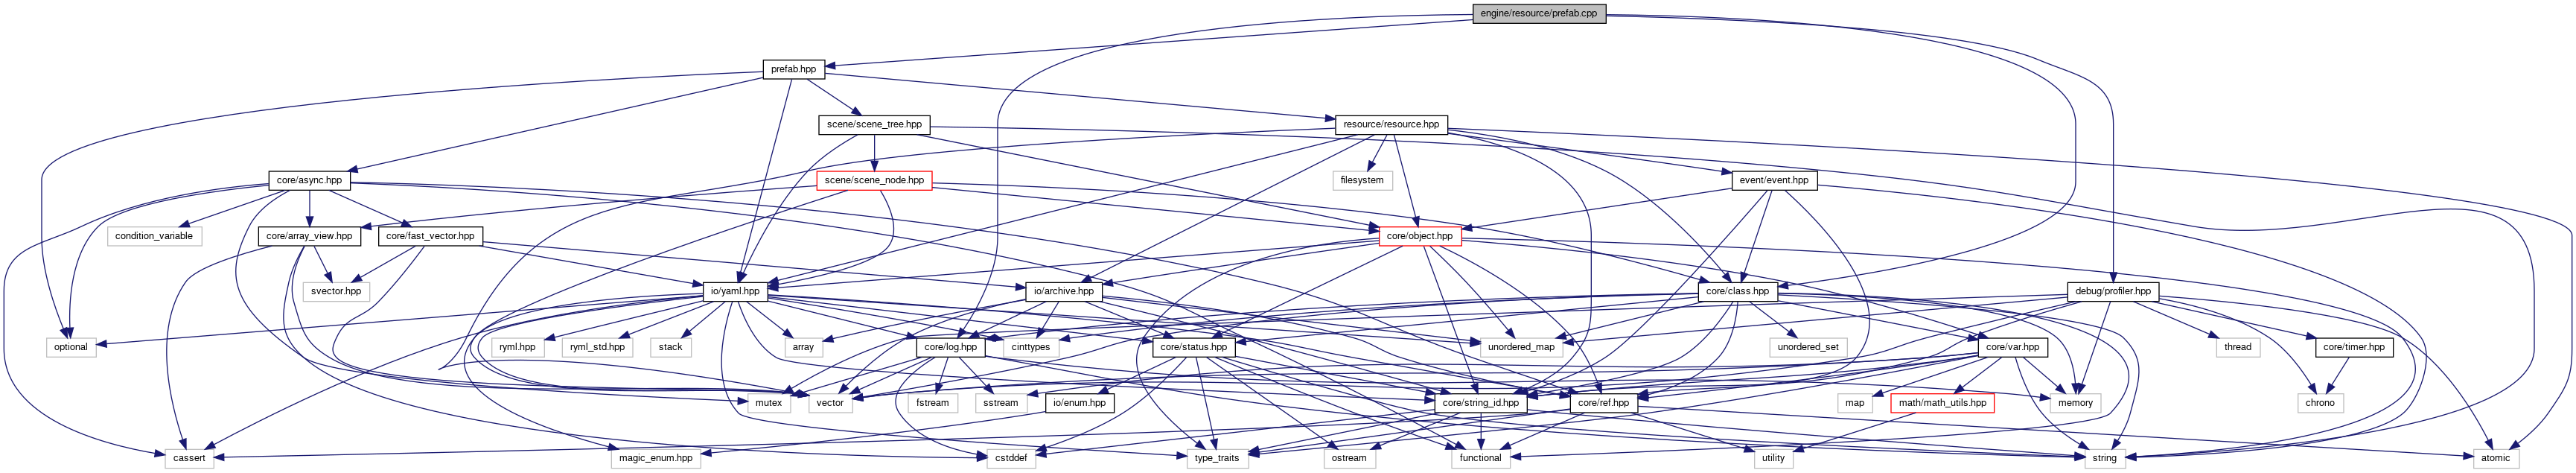 engine/resource/prefab.cpp
prefab.hpp
scene/scene_tree.hpp
resource/resource.hpp
core/async.hpp
scene/scene_node.hpp
filesystem
event/event.hpp
condition_variable
core/array_view.hpp
core/fast_vector.hpp
core/object.hpp
svector.hpp
io/yaml.hpp
io/archive.hpp
core/class.hpp
debug/profiler.hpp
optional
ryml.hpp
ryml_std.hpp
stack
array
core/log.hpp
cinttypes
core/status.hpp
unordered_map
unordered_set
core/var.hpp
thread
core/timer.hpp
mutex
vector
fstream
sstream
io/enum.hpp
core/string_id.hpp
core/ref.hpp
map
math/math_utils.hpp
memory
chrono
cassert
magic_enum.hpp
cstddef
type_traits
ostream
functional
utility
string
atomic